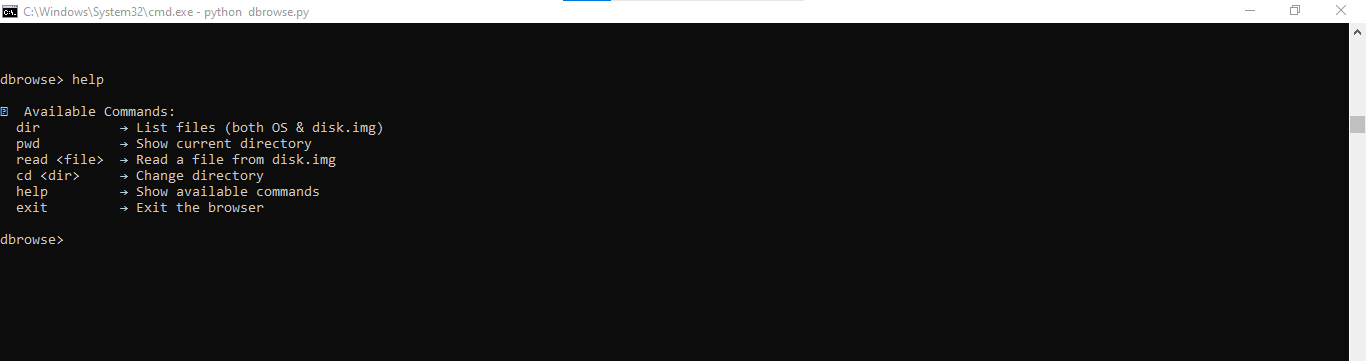 C:\Windows\System32\cmd.exe - python  dbrowse.py
dbrowse> help
Available Commands:
dir → List files (both OS & disk.img)
pwd → Show current directory
read <file> → Read a file from disk.img
cd <dir> → Change directory
help → Show available commands
exit → Exit the browser
dbrowse>